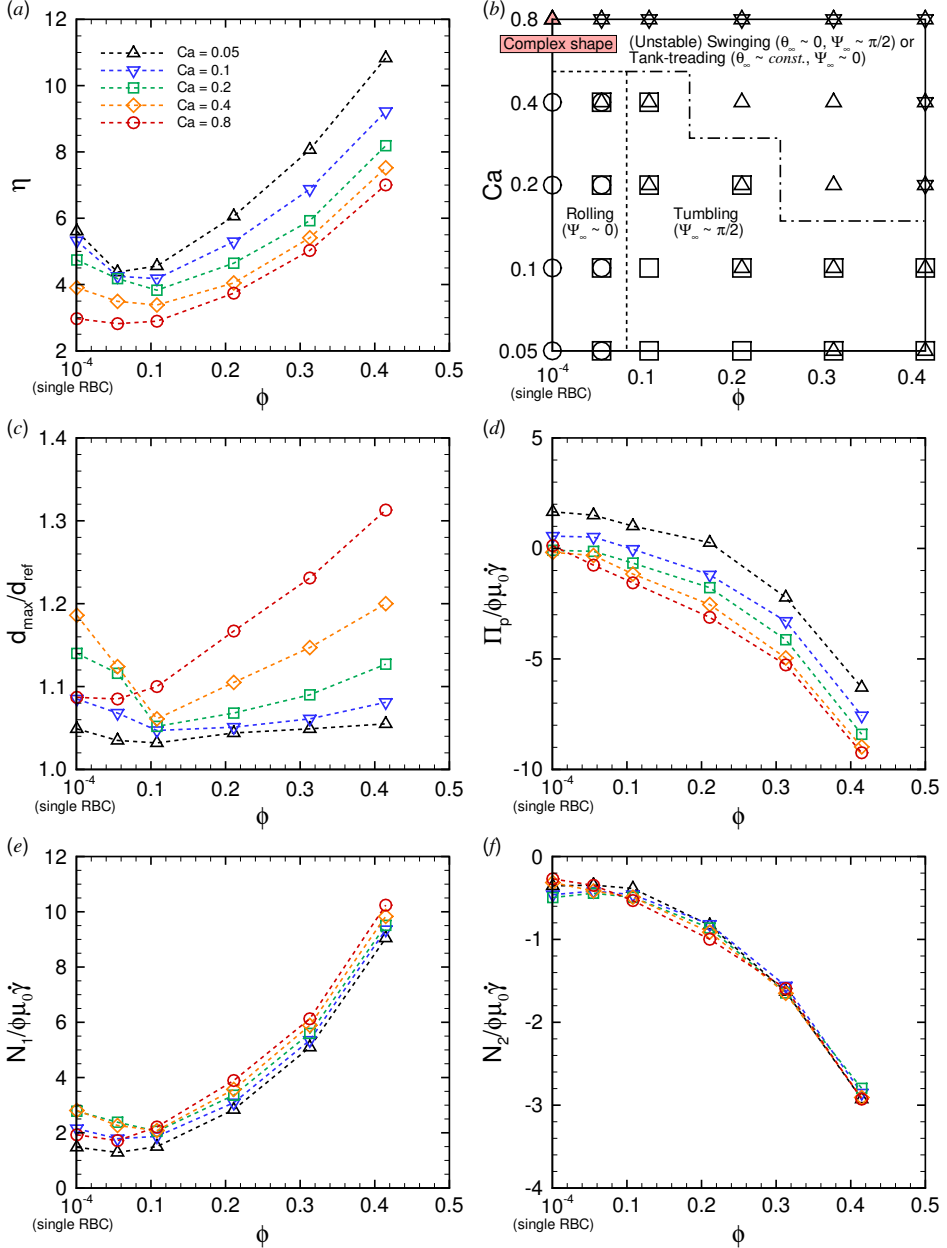 (a)
12
10
8
6
4
2
η
Ca = 0.05
Ca = 0.1
Ca = 0.2
Ca = 0.4
Ca = 0.8
10⁻⁴
0.1
0.2
0.3
0.4
0.5
(single RBC)
ϕ
(b)
0.8
0.4
0.2
0.1
0.05
Ca
Complex shape
(Unstable) Swinging (θ∞ ~ 0, Ψ∞ ~ π/2) or
Tank-treading (θ∞ ~ const., Ψ∞ ~ 0)
Rolling
(Ψ∞ ~ 0)
Tumbling
(Ψ∞ ~ π/2)
10⁻⁴
0.1
0.2
0.3
0.4
(single RBC)
ϕ
(c)
1.4
1.3
1.2
1.1
1.0
d_max/d_ref
10⁻⁴
0.1
0.2
0.3
0.4
0.5
(single RBC)
ϕ
(d)
5
0
-5
-10
Π_p/ϕμ₀γ̇
10⁻⁴
0.1
0.2
0.3
0.4
0.5
(single RBC)
ϕ
(e)
12
10
8
6
4
2
0
N₁/ϕμ₀γ̇
10⁻⁴
0.1
0.2
0.3
0.4
0.5
(single RBC)
ϕ
(f)
0
-1
-2
-3
-4
N₂/ϕμ₀γ̇
10⁻⁴
0.1
0.2
0.3
0.4
0.5
(single RBC)
ϕ